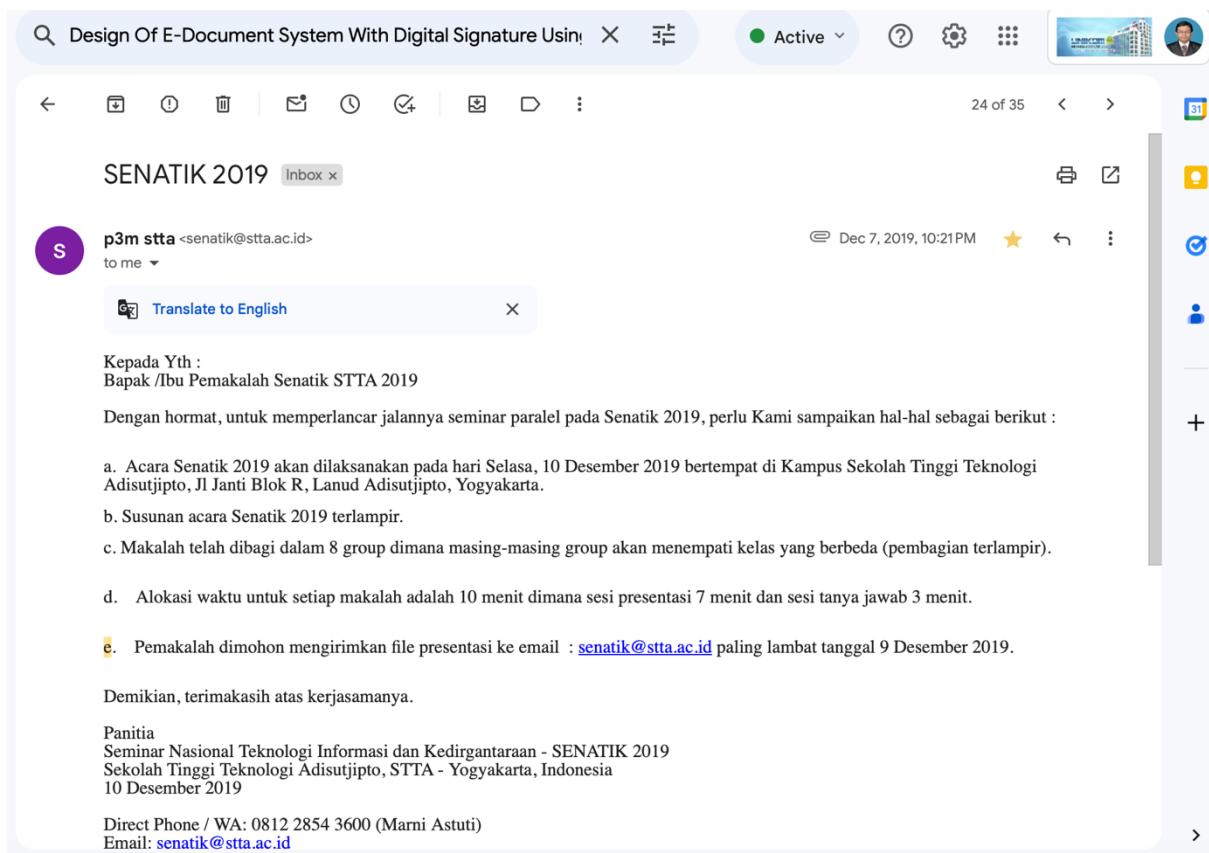 Design Of E-Document System With Digital Signature Usin
Active
UNIKOM
24 of 35
31
SENATIK 2019 Inbox ×
S
p3m stta <senatik@stta.ac.id>
Dec 7, 2019, 10:21 PM
to me
Translate to English
Kepada Yth :
Bapak /Ibu Pemakalah Senatik STTA 2019
Dengan hormat, untuk memperlancar jalannya seminar paralel pada Senatik 2019, perlu Kami sampaikan hal-hal sebagai berikut :
a. Acara Senatik 2019 akan dilaksanakan pada hari Selasa, 10 Desember 2019 bertempat di Kampus Sekolah Tinggi Teknologi
Adisutjipto, Jl Janti Blok R, Lanud Adisutjipto, Yogyakarta.
b. Susunan acara Senatik 2019 terlampir.
c. Makalah telah dibagi dalam 8 group dimana masing-masing group akan menempati kelas yang berbeda (pembagian terlampir).
d. Alokasi waktu untuk setiap makalah adalah 10 menit dimana sesi presentasi 7 menit dan sesi tanya jawab 3 menit.
e. Pemakalah dimohon mengirimkan file presentasi ke email : senatik@stta.ac.id paling lambat tanggal 9 Desember 2019.
Demikian, terimakasih atas kerjasamanya.
Panitia
Seminar Nasional Teknologi Informasi dan Kedirgantaraan - SENATIK 2019
Sekolah Tinggi Teknologi Adisutjipto, STTA - Yogyakarta, Indonesia
10 Desember 2019
Direct Phone / WA: 0812 2854 3600 (Marni Astuti)
Email: senatik@stta.ac.id